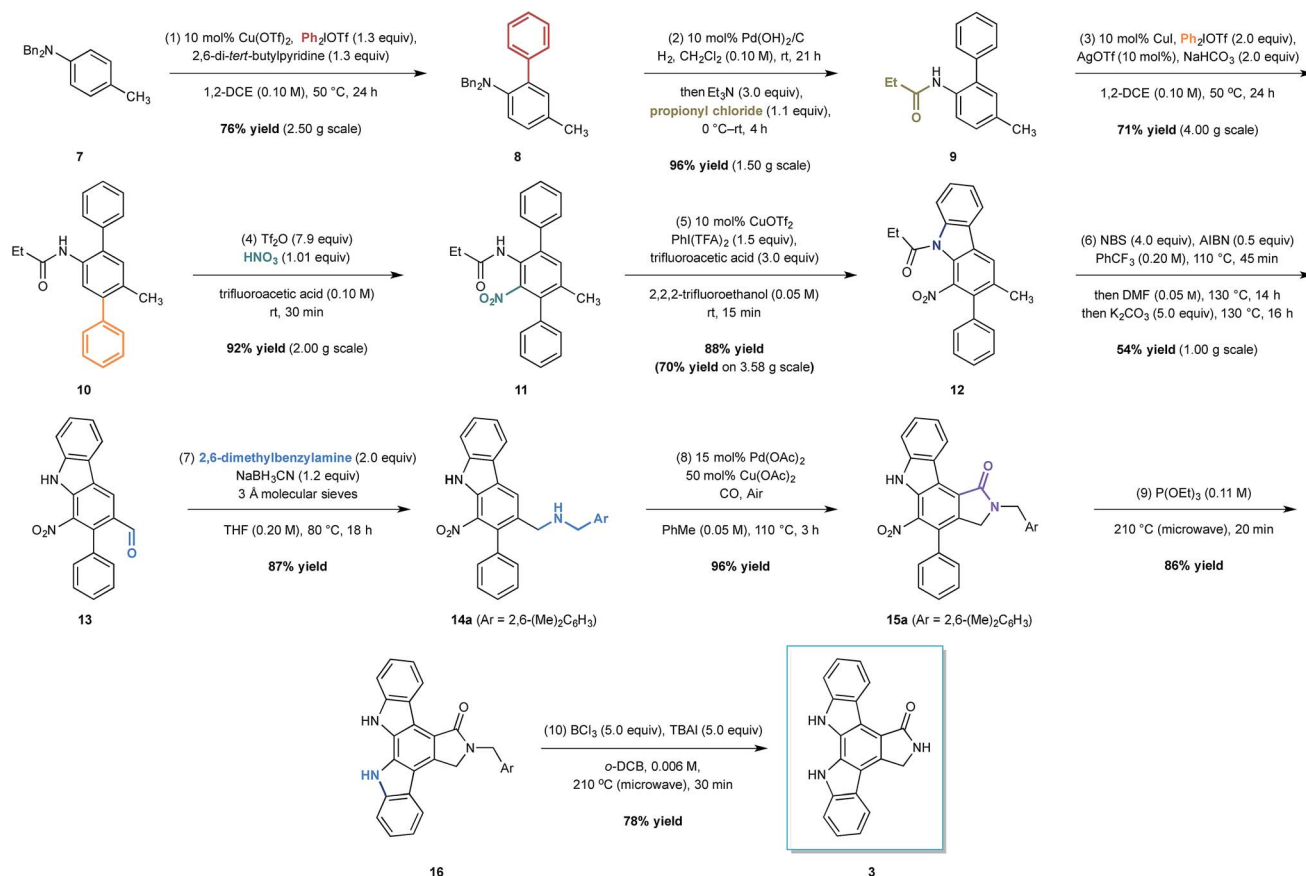 (1) 10 mol% Cu(OTf)2, Ph2IOTf (1.3 equiv),
2,6-di-tert-butylpyridine (1.3 equiv)
1,2-DCE (0.10 M), 50 °C, 24 h
76% yield (2.50 g scale)
Bn2N
CH3
7
Bn2N
CH3
8
(2) 10 mol% Pd(OH)2/C
H2, CH2Cl2 (0.10 M), rt, 21 h
then Et3N (3.0 equiv),
propionyl chloride (1.1 equiv),
0 °C–rt, 4 h
96% yield (1.50 g scale)
Et
H
N
O
CH3
9
(3) 10 mol% CuI, Ph2IOTf (2.0 equiv),
AgOTf (10 mol%), NaHCO3 (2.0 equiv)
1,2-DCE (0.10 M), 50 ºC, 24 h
71% yield (4.00 g scale)
Et
H
N
O
CH3
10
(4) Tf2O (7.9 equiv)
HNO3 (1.01 equiv)
trifluoroacetic acid (0.10 M)
rt, 30 min
92% yield (2.00 g scale)
Et
H
N
O
O2N
CH3
11
(5) 10 mol% CuOTf2
PhI(TFA)2 (1.5 equiv),
trifluoroacetic acid (3.0 equiv)
2,2,2-trifluoroethanol (0.05 M)
rt, 15 min
88% yield
(70% yield on 3.58 g scale)
Et
N
O
O2N
CH3
12
(6) NBS (4.0 equiv), AIBN (0.5 equiv)
PhCF3 (0.20 M), 110 °C, 45 min
then DMF (0.05 M), 130 °C, 14 h
then K2CO3 (5.0 equiv), 130 °C, 16 h
54% yield (1.00 g scale)
HN
O2N
O
13
(7) 2,6-dimethylbenzylamine (2.0 equiv)
NaBH3CN (1.2 equiv)
3 Å molecular sieves
THF (0.20 M), 80 °C, 18 h
87% yield
HN
O2N
H
N
Ar
14a (Ar = 2,6-(Me)2C6H3)
(8) 15 mol% Pd(OAc)2
50 mol% Cu(OAc)2
CO, Air
PhMe (0.05 M), 110 °C, 3 h
96% yield
HN
O2N
O
N
Ar
15a (Ar = 2,6-(Me)2C6H3)
(9) P(OEt)3 (0.11 M)
210 °C (microwave), 20 min
86% yield
HN
HN
O
N
Ar
16
(10) BCl3 (5.0 equiv), TBAI (5.0 equiv)
o-DCB, 0.006 M,
210 ºC (microwave), 30 min
78% yield
HN
HN
O
NH
3